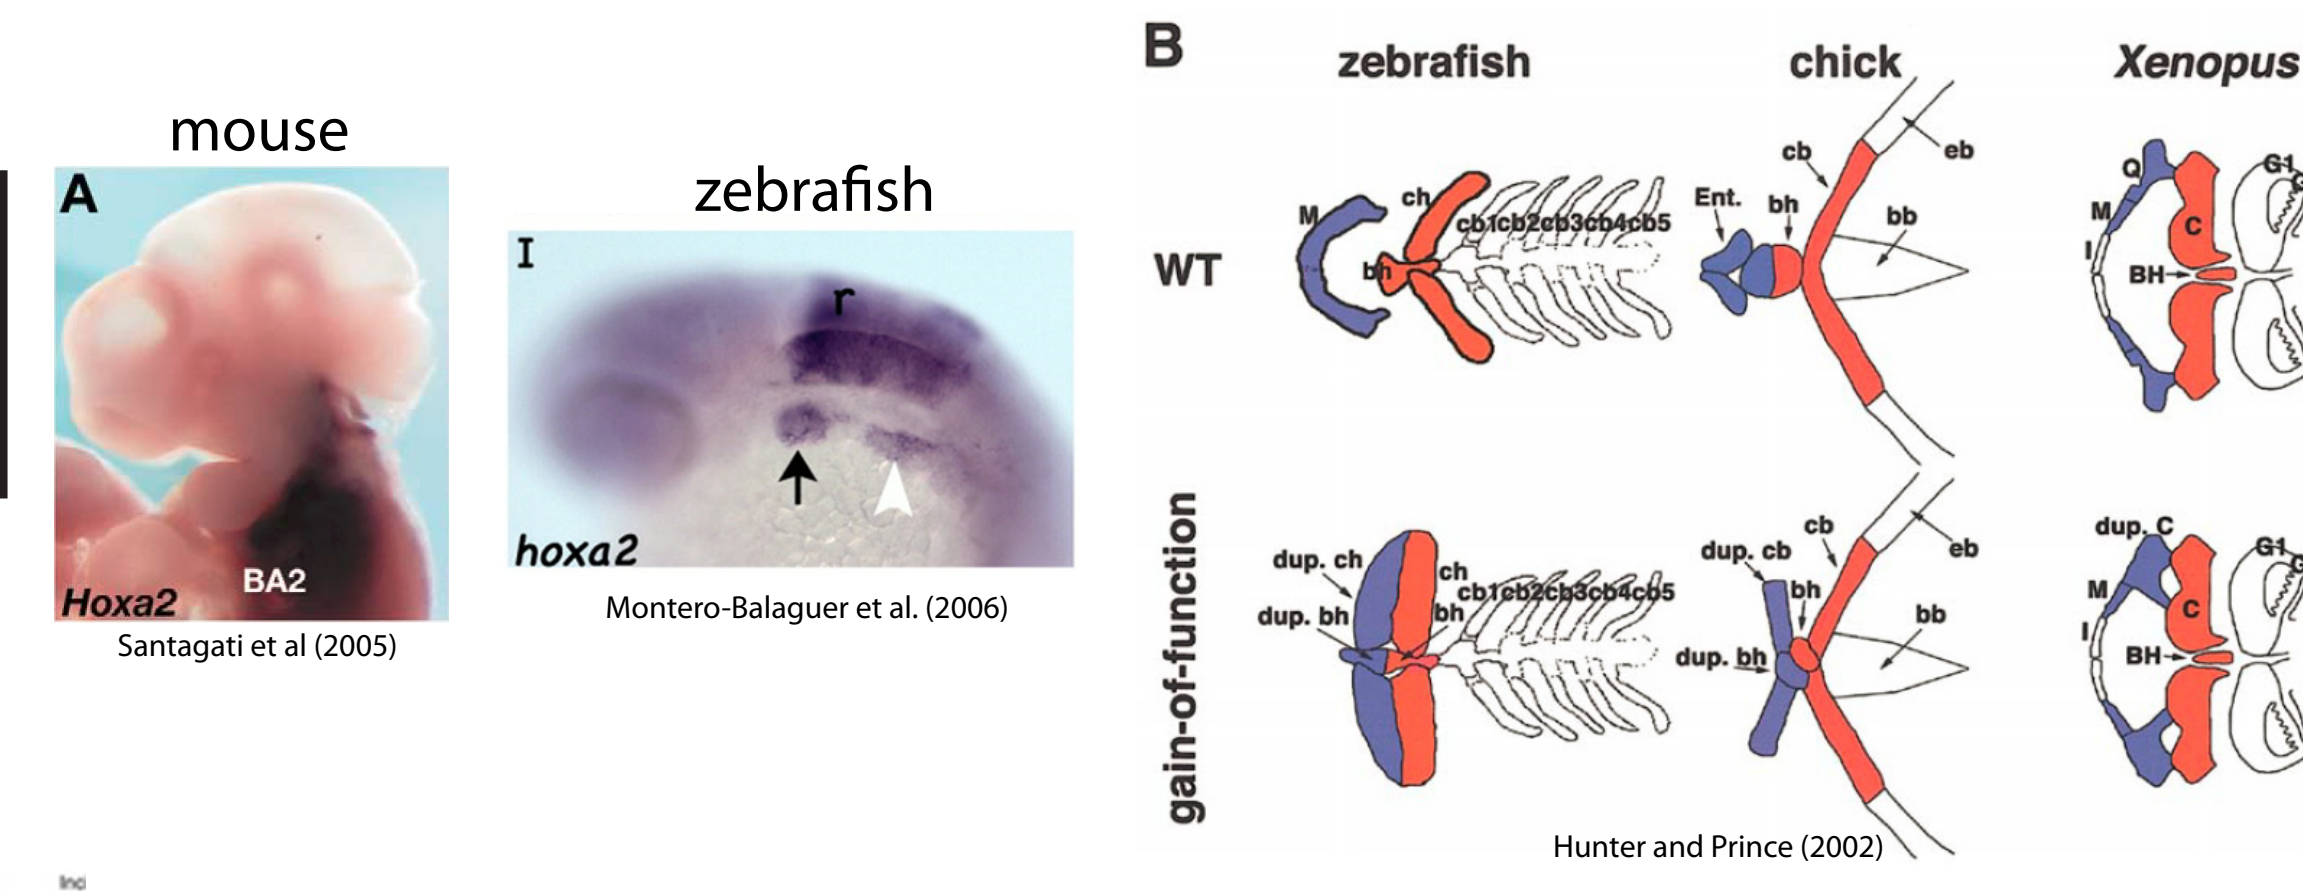 mouse
A
BA2
Hoxa2
Santagati et al (2005)
zebrafish
I
r
hoxa2
Montero-Balaguer et al. (2006)
B
zebrafish
chick
Xenopus
WT
M
ch
cb1cb2cb3cb4cb5
bh
Ent.
bh
cb
eb
bb
Q
M
I
C
BH
G1
gain-of-function
dup. ch
dup. bh
ch
cb1cb2cb3cb4cb5
bh
dup. cb
cb
bh
eb
bb
dup. bh
dup. C
M
I
C
BH
G1
Hunter and Prince (2002)